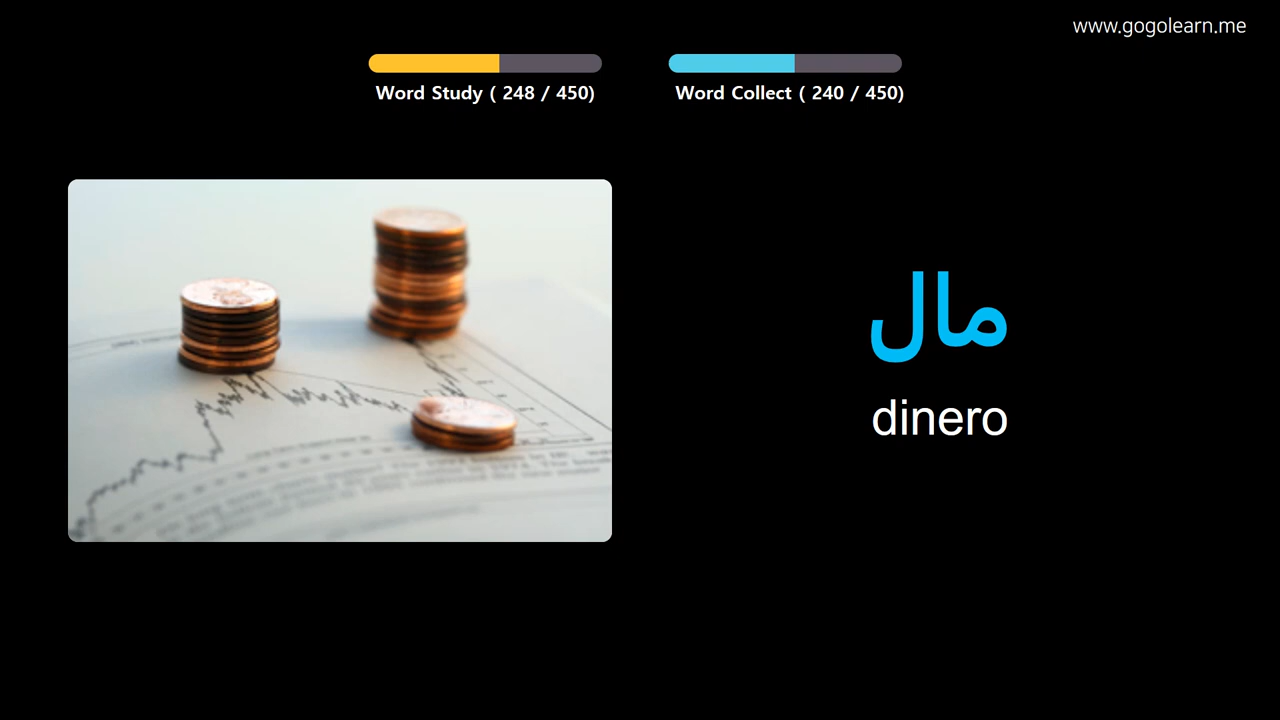 www.gogolearn.me
Word Study ( 248 / 450)
Word Collect ( 240 / 450)
مال
dinero